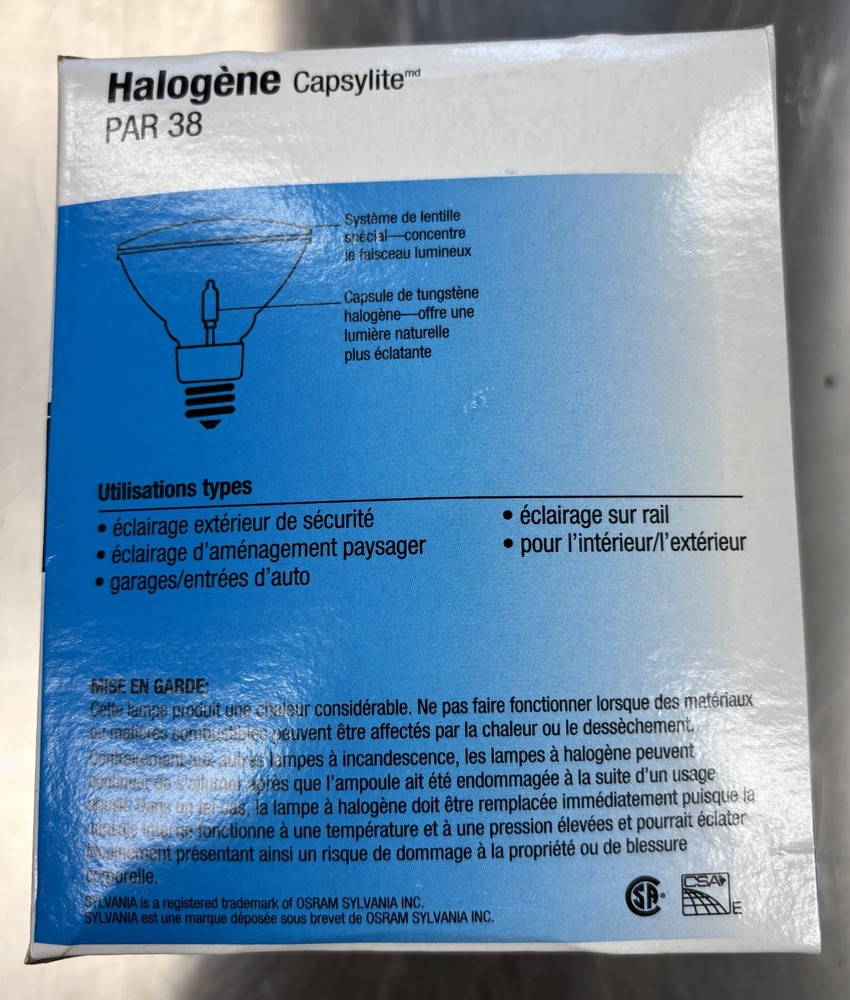 Halogène Capsylite md
PAR 38
Système de lentille
spécial—concentre
le faisceau lumineux
Capsule de tungstène
halogène—offre une
lumière naturelle
plus éclatante
Utilisations types
• éclairage extérieur de sécurité
• éclairage d'aménagement paysager
• garages/entrées d'auto
• éclairage sur rail
• pour l'intérieur/l'extérieur
MISE EN GARDE:
Cette lampe produit une chaleur considérable. Ne pas faire fonctionner lorsque des matériaux
ou matières combustibles peuvent être affectés par la chaleur ou le dessèchement.
Contrairement aux autres lampes à incandescence, les lampes à halogène peuvent
continuer de s'allumer après que l'ampoule ait été endommagée à la suite d'un usage
Dans un tel cas, la lampe à halogène doit être remplacée immédiatement puisque la
interne fonctionne à une température et à une pression élevées et pourrait éclater
présentant ainsi un risque de dommage à la propriété ou de blessure
corporelle.
SYLVANIA is a registered trademark of OSRAM SYLVANIA INC.
SYLVANIA est une marque déposée sous brevet de OSRAM SYLVANIA INC.
SA
CSA
E